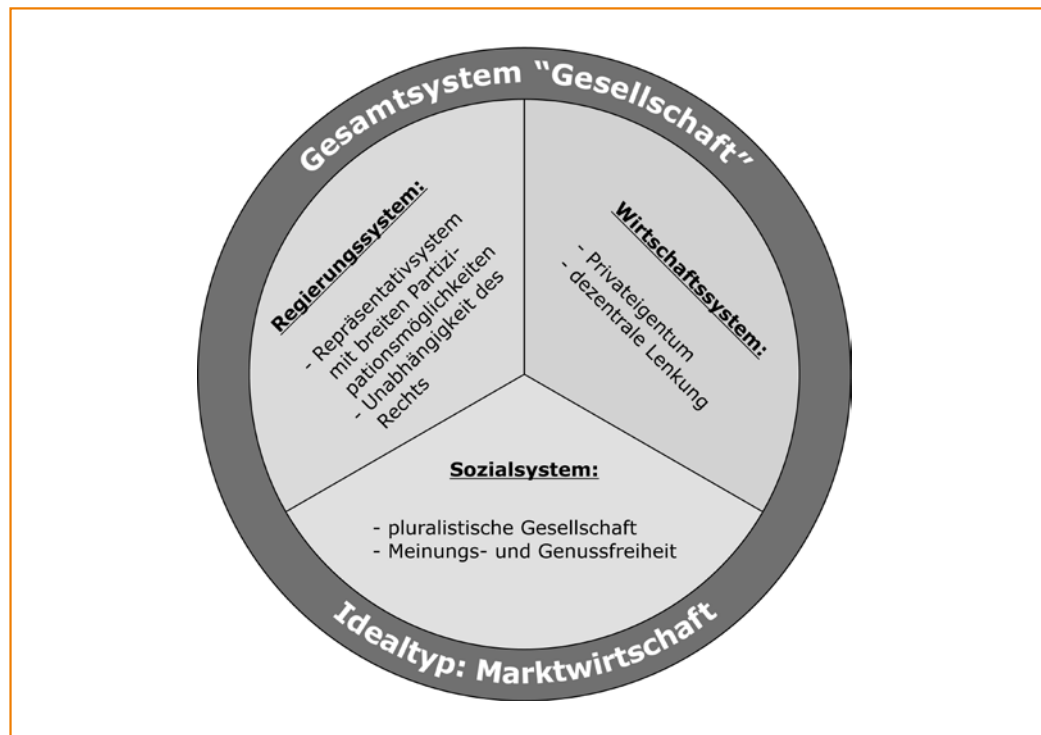 Gesamtsystem “Gesellschaft”
Regierungssystem:
- Repräsentativsystem
mit breiten Partizi-
pationsmöglichkeiten
- Unabhängigkeit des
Rechts
Wirtschaftssystem:
- Privateigentum
- dezentrale Lenkung
Sozialsystem:
- pluralistische Gesellschaft
- Meinungs- und Genussfreiheit
Idealtyp: Marktwirtschaft